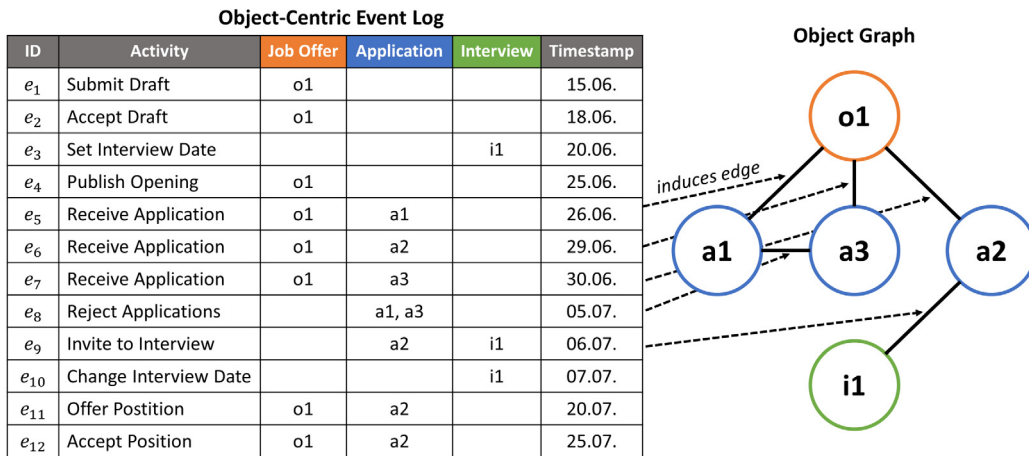 Object-Centric Event Log
ID Activity Job Offer Application Interview Timestamp
e1 Submit Draft o1 15.06.
e2 Accept Draft o1 18.06.
e3 Set Interview Date i1 20.06.
e4 Publish Opening o1 25.06.
e5 Receive Application o1 a1 26.06.
e6 Receive Application o1 a2 29.06.
e7 Receive Application o1 a3 30.06.
e8 Reject Applications a1, a3 05.07.
e9 Invite to Interview a2 i1 06.07.
e10 Change Interview Date i1 07.07.
e11 Offer Postition o1 a2 20.07.
e12 Accept Position o1 a2 25.07.
Object Graph
o1
induces edge
a1 a3 a2
i1